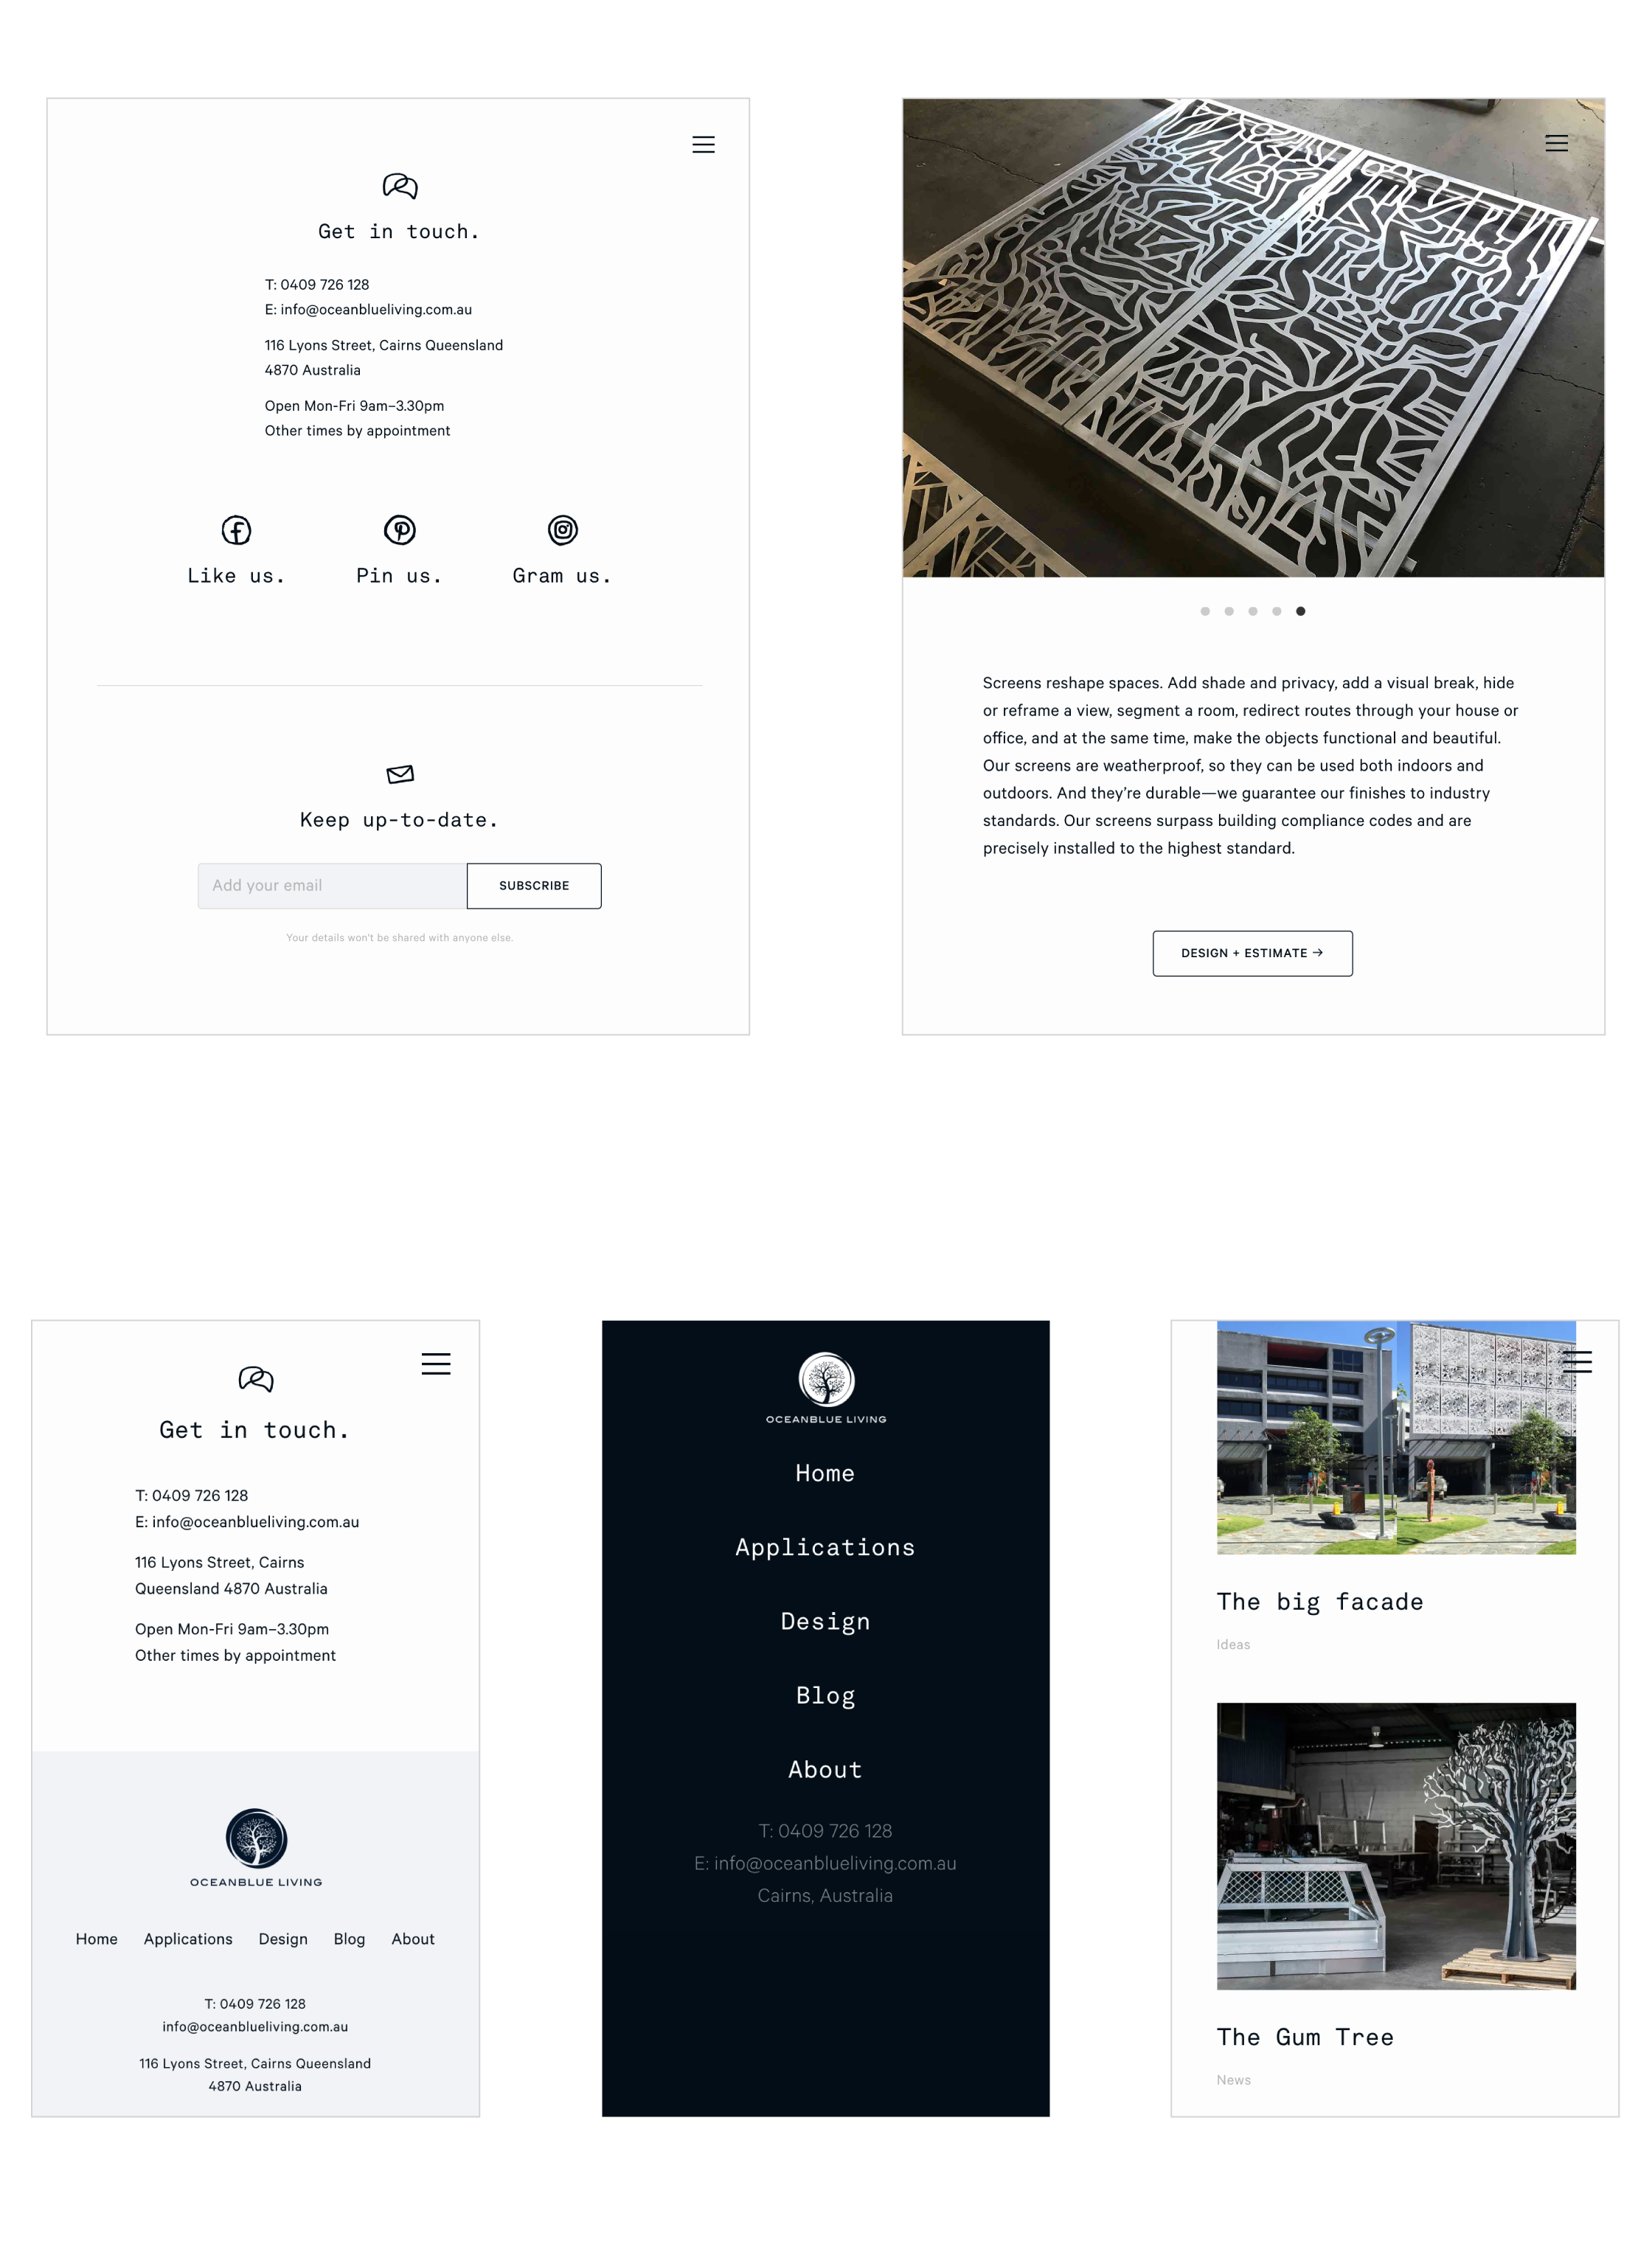 Get in touch.
T: 0409 726 128
E: info@oceanblueliving.com.au
116 Lyons Street, Cairns Queensland
4870 Australia
Open Mon-Fri 9am–3.30pm
Other times by appointment
Like us.
Pin us.
Gram us.
Keep up-to-date.
Add your email
SUBSCRIBE
Your details won't be shared with anyone else.
Screens reshape spaces. Add shade and privacy, add a visual break, hide
or reframe a view, segment a room, redirect routes through your house or
office, and at the same time, make the objects functional and beautiful.
Our screens are weatherproof, so they can be used both indoors and
outdoors. And they’re durable—we guarantee our finishes to industry
standards. Our screens surpass building compliance codes and are
precisely installed to the highest standard.
DESIGN + ESTIMATE →
Get in touch.
T: 0409 726 128
E: info@oceanblueliving.com.au
116 Lyons Street, Cairns
Queensland 4870 Australia
Open Mon-Fri 9am–3.30pm
Other times by appointment
OCEANBLUE LIVING
Home Applications Design Blog About
T: 0409 726 128
info@oceanblueliving.com.au
116 Lyons Street, Cairns Queensland
4870 Australia
OCEANBLUE LIVING
Home
Applications
Design
Blog
About
T: 0409 726 128
E: info@oceanblueliving.com.au
Cairns, Australia
The big facade
Ideas
The Gum Tree
News